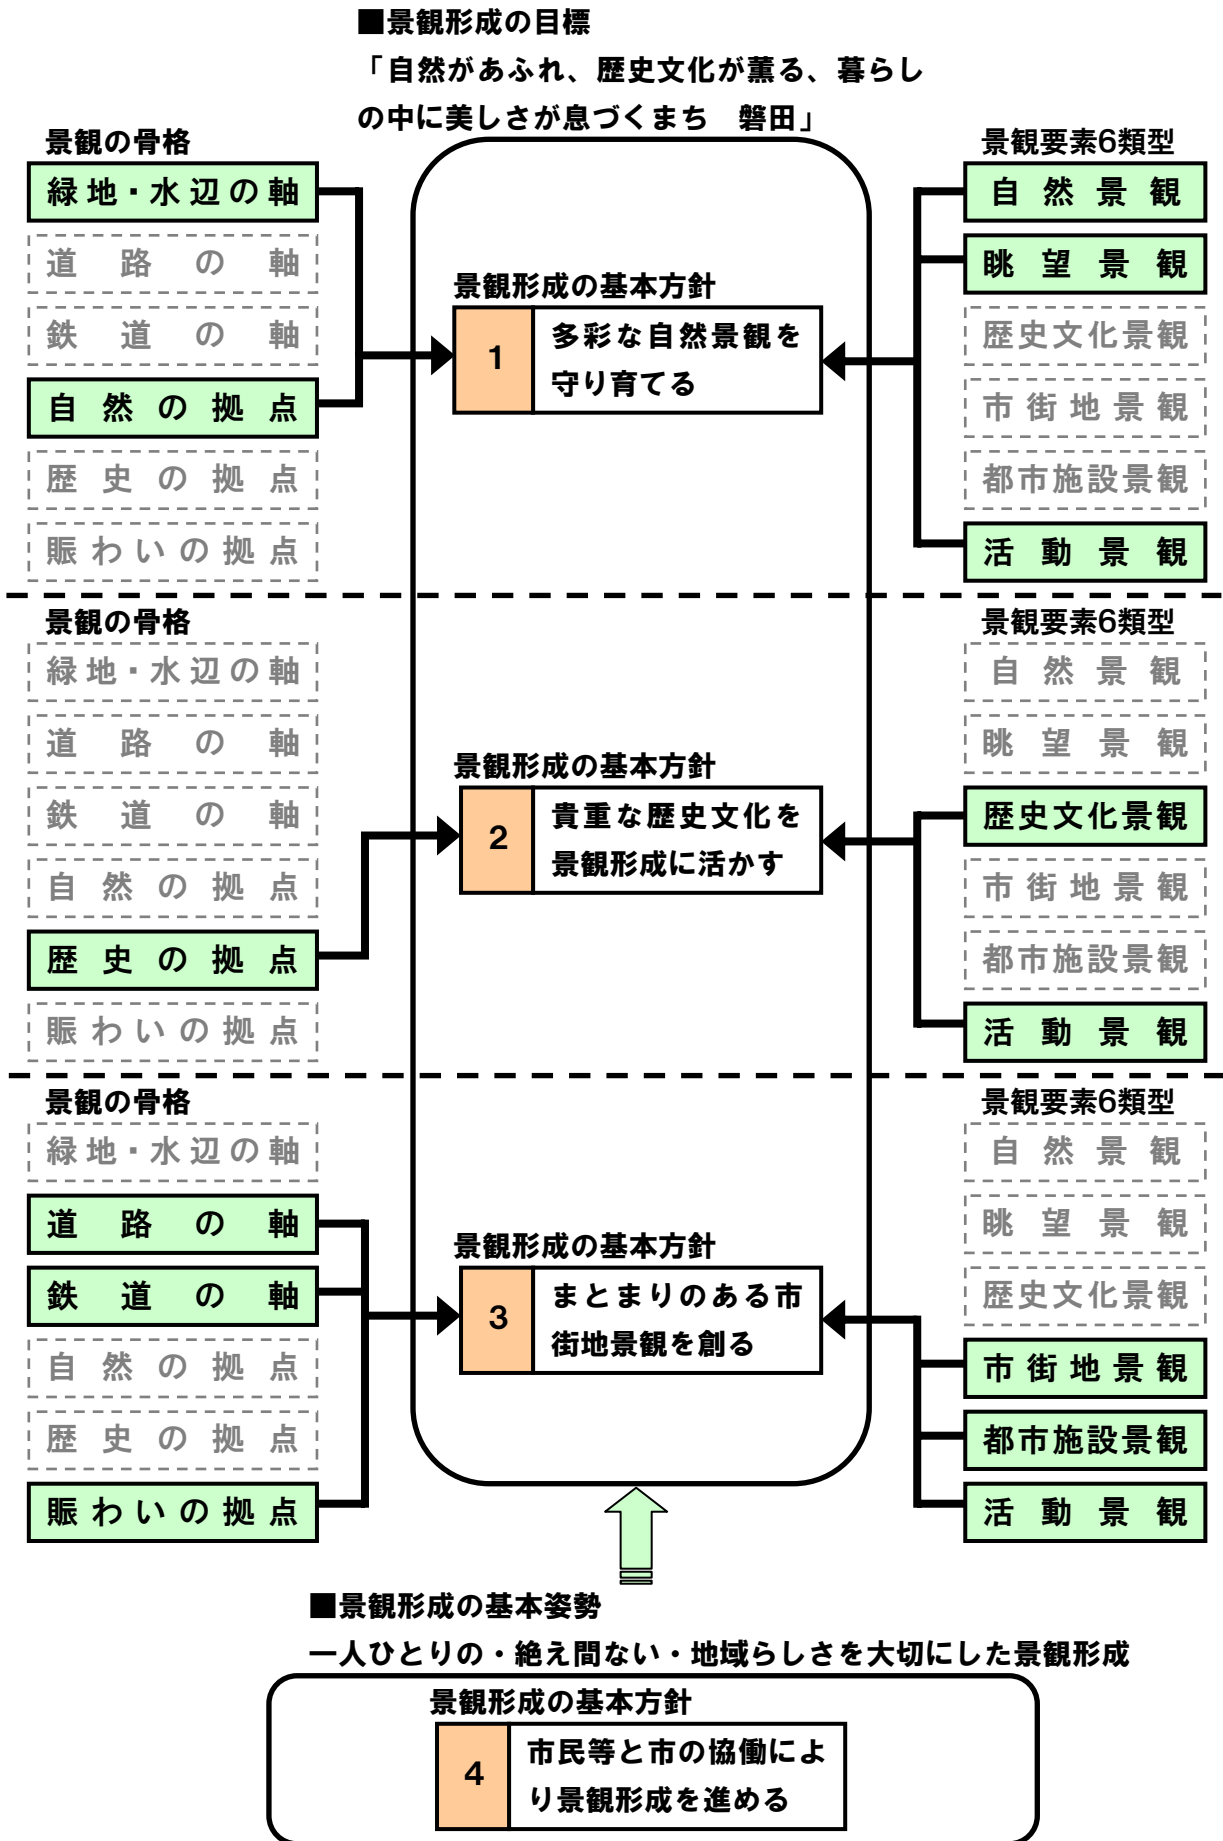 ■景観形成の目標
「自然があふれ、歴史文化が薫る、暮らし
の中に美しさが息づくまち　磐田」
景観の骨格
緑地・水辺の軸
道路の軸
鉄道の軸
自然の拠点
歴史の拠点
賑わいの拠点
景観形成の基本方針
1
多彩な自然景観を
守り育てる
景観要素6類型
自然景観
眺望景観
歴史文化景観
市街地景観
都市施設景観
活動景観
景観の骨格
緑地・水辺の軸
道路の軸
鉄道の軸
自然の拠点
歴史の拠点
賑わいの拠点
景観形成の基本方針
2
貴重な歴史文化を
景観形成に活かす
景観要素6類型
自然景観
眺望景観
歴史文化景観
市街地景観
都市施設景観
活動景観
景観の骨格
緑地・水辺の軸
道路の軸
鉄道の軸
自然の拠点
歴史の拠点
賑わいの拠点
景観形成の基本方針
3
まとまりのある市
街地景観を創る
景観要素6類型
自然景観
眺望景観
歴史文化景観
市街地景観
都市施設景観
活動景観
■景観形成の基本姿勢
一人ひとりの・絶え間ない・地域らしさを大切にした景観形成
景観形成の基本方針
4
市民等と市の協働によ
り景観形成を進める